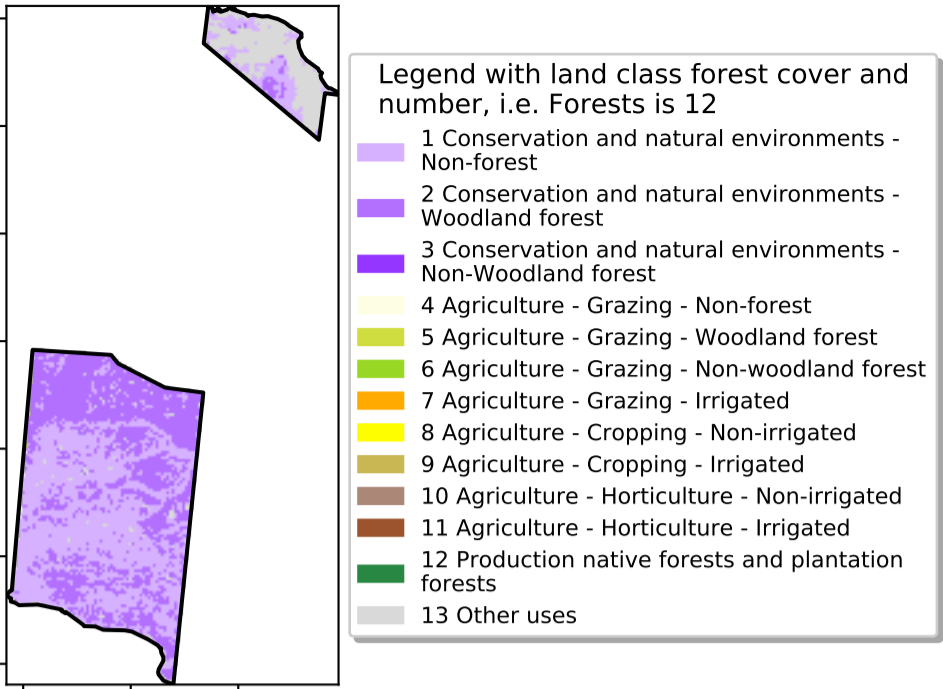 Legend with land class forest cover and
number, i.e. Forests is 12
1 Conservation and natural environments -
Non-forest
2 Conservation and natural environments -
Woodland forest
3 Conservation and natural environments -
Non-Woodland forest
4 Agriculture - Grazing - Non-forest
5 Agriculture - Grazing - Woodland forest
6 Agriculture - Grazing - Non-woodland forest
7 Agriculture - Grazing - Irrigated
8 Agriculture - Cropping - Non-irrigated
9 Agriculture - Cropping - Irrigated
10 Agriculture - Horticulture - Non-irrigated
11 Agriculture - Horticulture - Irrigated
12 Production native forests and plantation
forests
13 Other uses